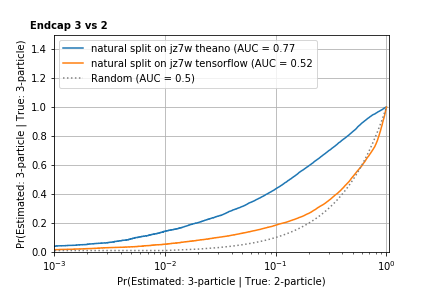 Endcap 3 vs 2
natural split on jz7w theano (AUC = 0.77
natural split on jz7w tensorflow (AUC = 0.52
Random (AUC = 0.5)
Pr(Estimated: 3-particle | True: 3-particle)
1.4
1.2
1.0
0.8
0.6
0.4
0.2
0.0
10⁻³ 10⁻² 10⁻¹ 10⁰
Pr(Estimated: 3-particle | True: 2-particle)